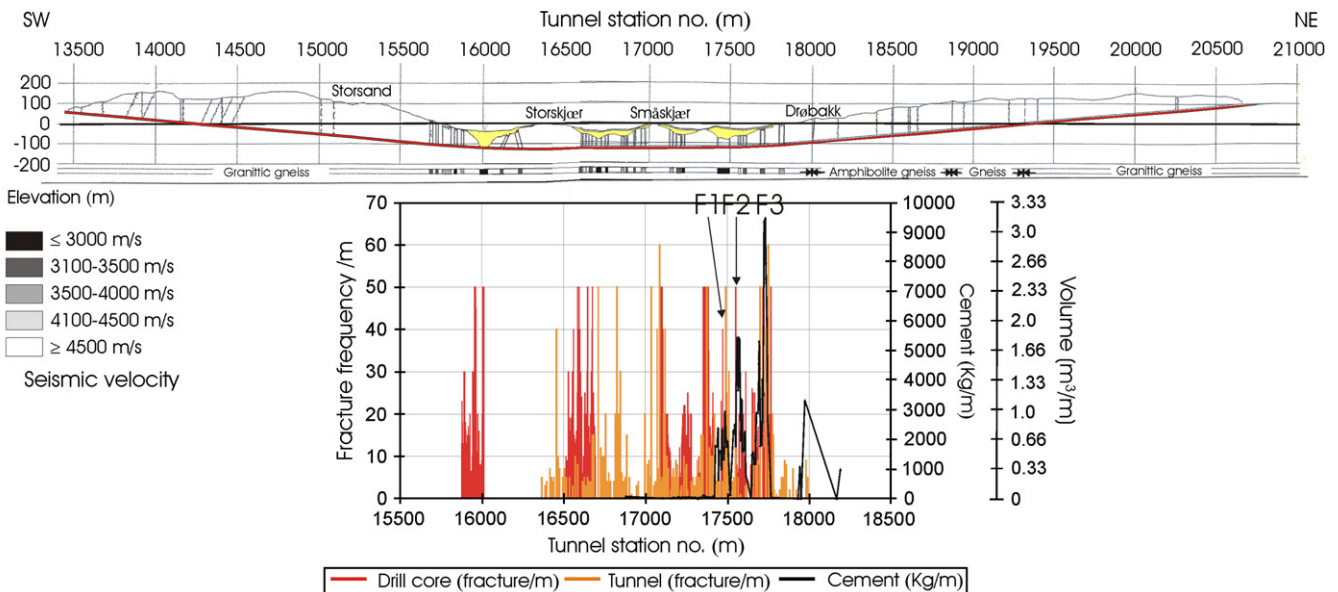 SW Tunnel station no. (m) NE
13500 14000 14500 15000 15500 16000 16500 17000 17500 18000 18500 19000 19500 20000 20500 21000
200
100
0
-100
-200
Storsand
Storskjær Småskjær Drøbakk
Granittic gneiss Amphibolite gneiss Gneiss Granittic gneiss
Elevation (m)
≤ 3000 m/s
3100-3500 m/s
3500-4000 m/s
4100-4500 m/s
≥ 4500 m/s
Seismic velocity
F1 F2 F3
Fracture frequency /m
70
60
50
40
30
20
10
0
10000
9000
8000
7000
6000
5000
4000
3000
2000
1000
0
Cement (Kg/m)
3.33
3.0
2.66
2.33
2.0
1.66
1.33
1.0
0.66
0.33
0
Volume (m³/m)
15500 16000 16500 17000 17500 18000 18500
Tunnel station no. (m)
Drill core (fracture/m) Tunnel (fracture/m) Cement (Kg/m)